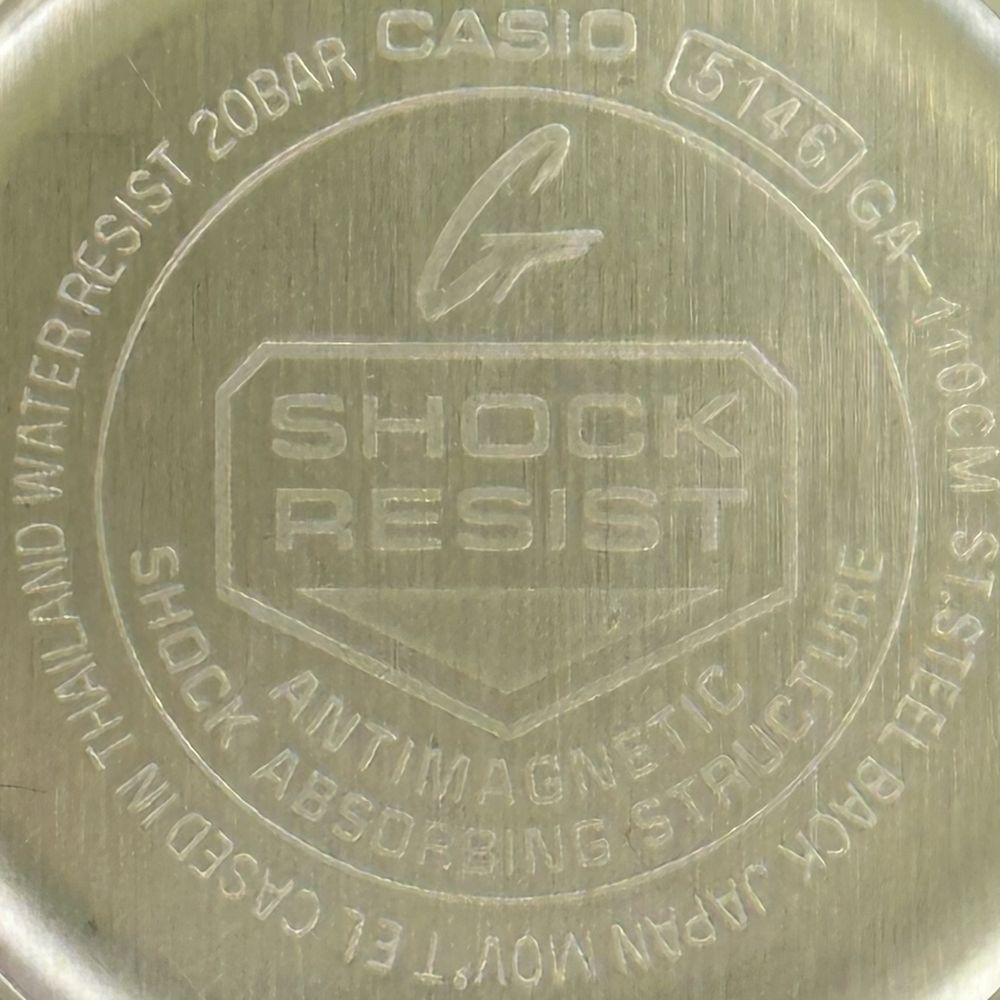 CASIO
5146
GA-110CM ST.STEEL BACK JAPAN MOV'T EL CASED IN THAILAND WATER RESIST 20BAR
G
SHOCK
RESIST
ANTIMAGNETIC
SHOCK ABSORBING STRUCTURE